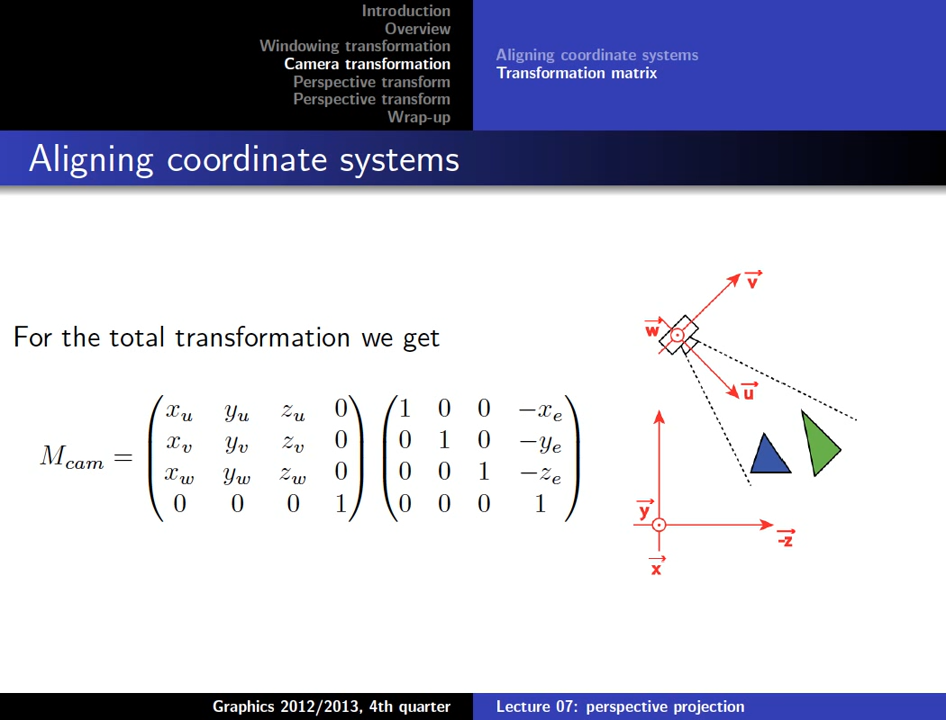 Introduction
Overview
Windowing transformation
Camera transformation
Perspective transform
Perspective transform
Wrap-up
Aligning coordinate systems
Transformation matrix
Aligning coordinate systems
For the total transformation we get
M_cam = ( x_u y_u z_u 0 ) ( 1 0 0 −x_e )
( x_v y_v z_v 0 ) ( 0 1 0 −y_e )
( x_w y_w z_w 0 ) ( 0 0 1 −z_e )
( 0 0 0 1 ) ( 0 0 0 1 )
v
w
u
y
-z
x
Graphics 2012/2013, 4th quarter
Lecture 07: perspective projection